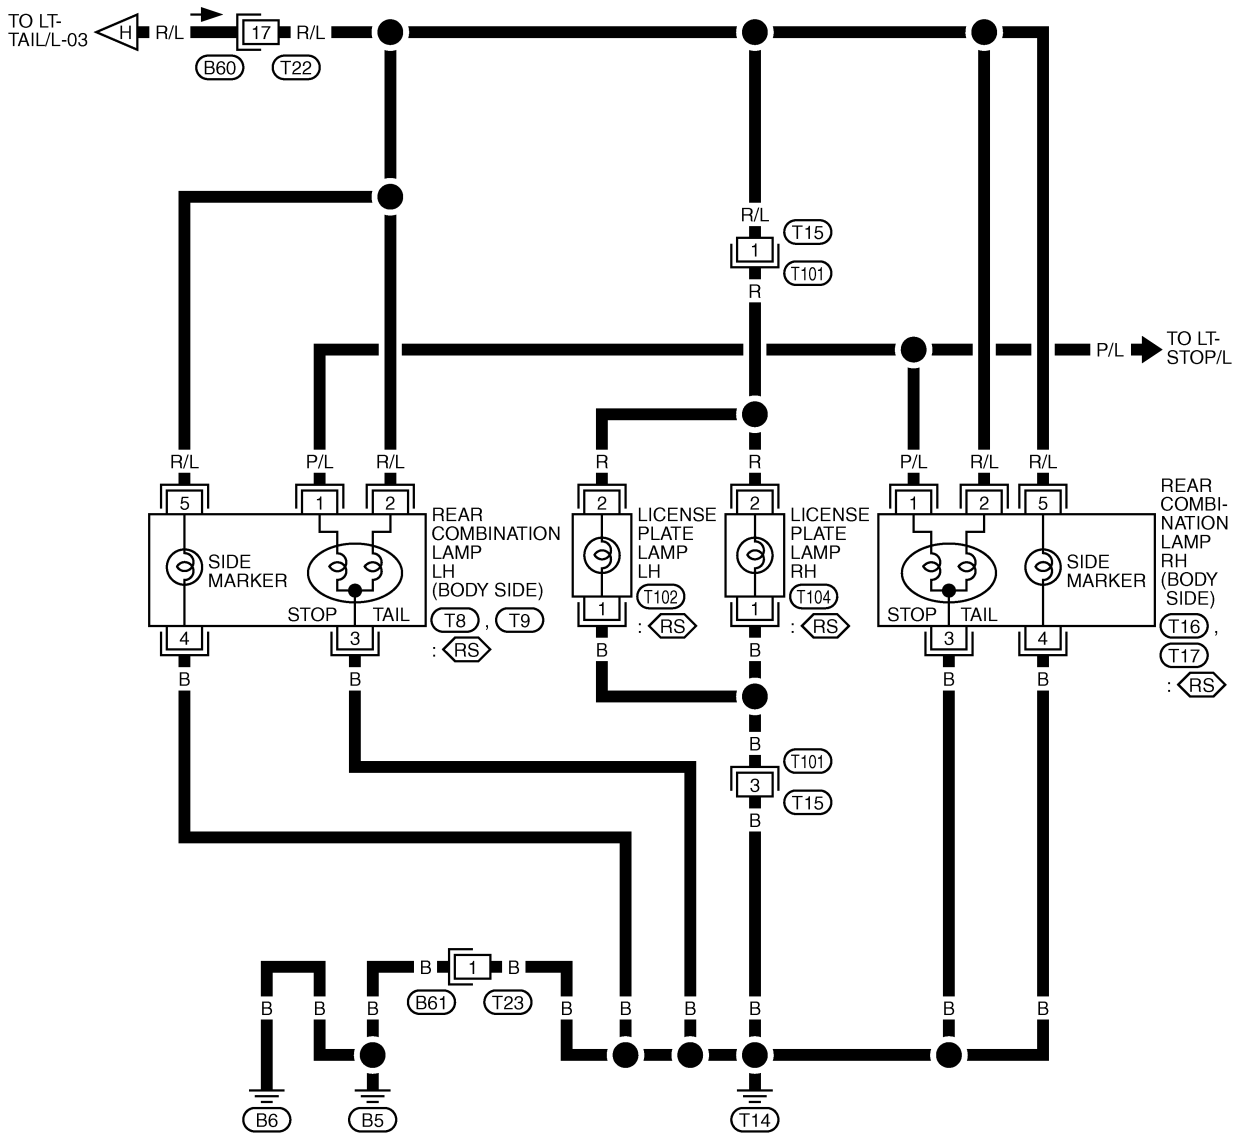 TO LT-
TAIL/L-03
H
R/L
17
R/L
B60
T22
R/L
T15
1
T101
R
P/L
TO LT-
STOP/L
R/L
P/L
R/L
R
R
P/L
R/L
R/L
5
1
2
2
2
1
2
5
REAR
COMBINATION
LAMP
LH
(BODY SIDE)
T8 , T9
: RS
SIDE
MARKER
STOP
TAIL
LICENSE
PLATE
LAMP
LH
T102
: RS
LICENSE
PLATE
LAMP
RH
T104
: RS
STOP
TAIL
SIDE
MARKER
REAR
COMBI-
NATION
LAMP
RH
(BODY
SIDE)
T16 ,
T17
: RS
4
3
1
1
3
4
B
B
B
B
B
B
B
T101
3
T15
B
B
1
B
B61
T23
B
B
B
B
B
B
B
B
B6
B5
T14